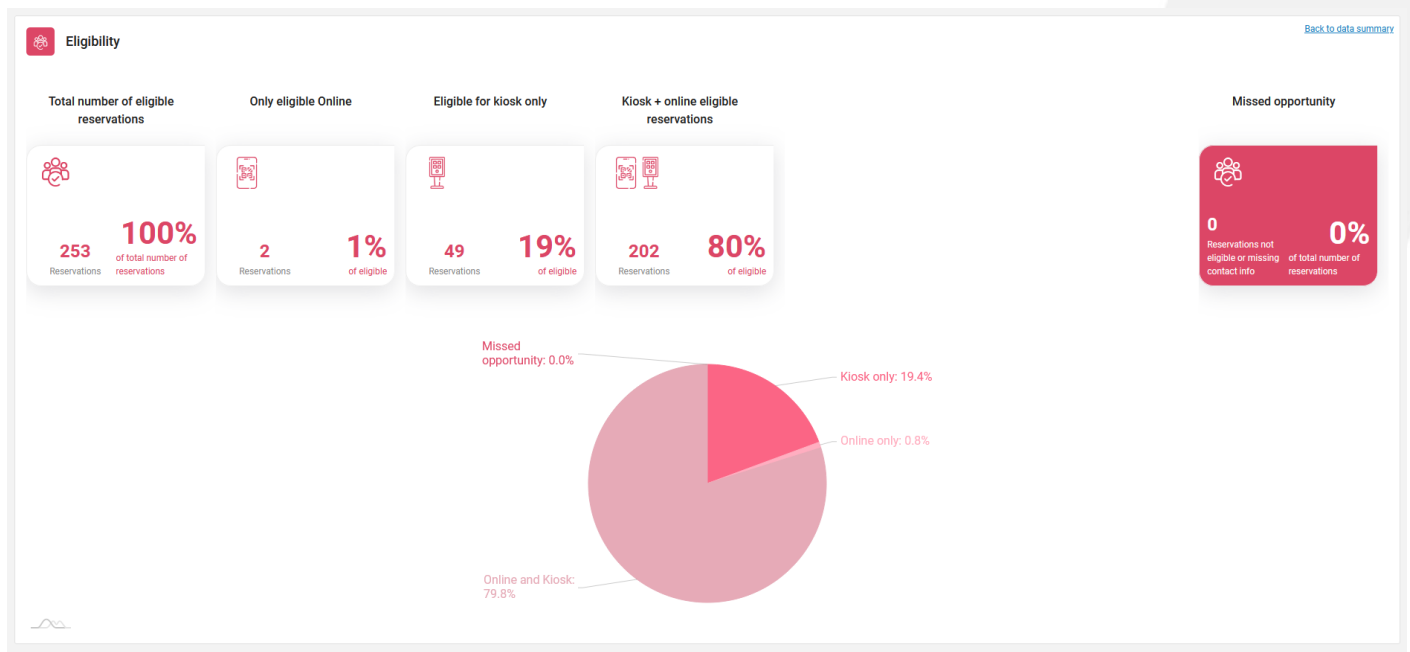 Eligibility
Back to data summary
Total number of eligible
reservations
Only eligible Online
Eligible for kiosk only
Kiosk + online eligible
reservations
Missed opportunity
253
Reservations
100%
of total number of
reservations
2
Reservations
1%
of eligible
49
Reservations
19%
of eligible
202
Reservations
80%
of eligible
0
Reservations not
eligible or missing
contact info
0%
of total number of
reservations
Missed
opportunity: 0.0%
Kiosk only: 19.4%
Online only: 0.8%
Online and Kiosk:
79.8%